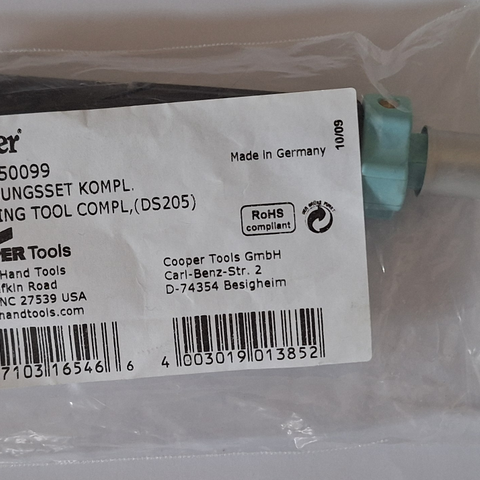 er®
50099
UNGSSET KOMPL.
ING TOOL COMPL,(DS205)
Made in Germany
10/09
RoHS
compliant
PER Tools
Hand Tools
fkin Road
NC 27539 USA
handtools.com
Cooper Tools GmbH
Carl-Benz-Str. 2
D-74354 Besigheim
7103 16546 6
4 003019 013852